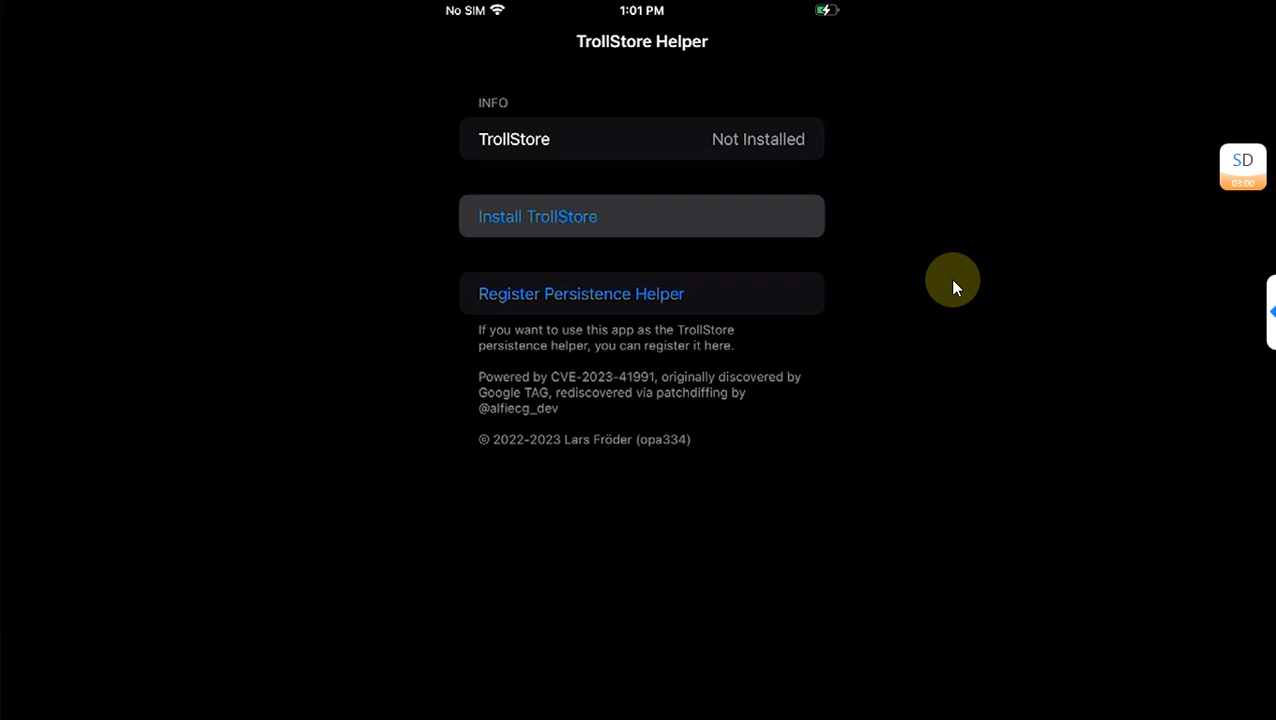 No SIM
1:01 PM
TrollStore Helper
INFO
TrollStore
Not Installed
Install TrollStore
Register Persistence Helper
If you want to use this app as the TrollStore
persistence helper, you can register it here.
Powered by CVE-2023-41991, originally discovered by
Google TAG, rediscovered via patchdiffing by
@alfiecg_dev
© 2022-2023 Lars Fröder (opa334)
SD
03:00